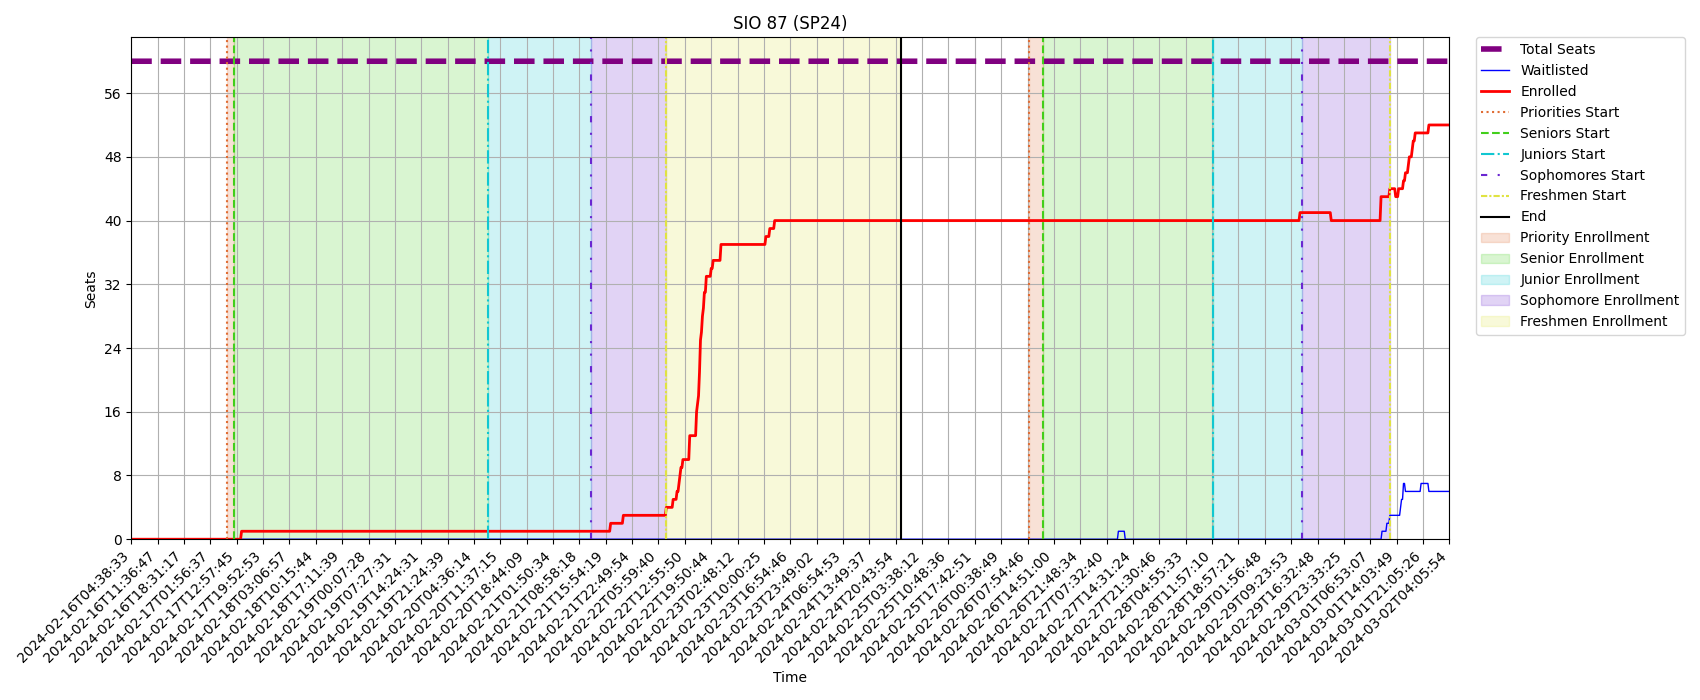 SIO 87 (SP24)
Total Seats
Waitlisted
Enrolled
Priorities Start
Seniors Start
Juniors Start
Sophomores Start
Freshmen Start
End
Priority Enrollment
Senior Enrollment
Junior Enrollment
Sophomore Enrollment
Freshmen Enrollment
Seats
56
48
40
32
24
16
8
0
2024-02-16T04:38:33
2024-02-16T11:36:47
2024-02-16T18:31:17
2024-02-17T01:56:37
2024-02-17T12:57:45
2024-02-17T19:52:53
2024-02-18T03:06:57
2024-02-18T10:15:44
2024-02-18T17:11:39
2024-02-19T00:07:28
2024-02-19T07:27:31
2024-02-19T14:24:31
2024-02-19T21:24:39
2024-02-20T04:36:14
2024-02-20T11:37:15
2024-02-20T18:44:09
2024-02-21T01:50:34
2024-02-21T08:58:18
2024-02-21T15:54:19
2024-02-21T22:49:54
2024-02-22T05:59:40
2024-02-22T12:55:50
2024-02-22T19:50:44
2024-02-23T02:48:12
2024-02-23T10:00:25
2024-02-23T16:54:46
2024-02-23T23:49:02
2024-02-24T06:54:53
2024-02-24T13:49:37
2024-02-24T20:43:54
2024-02-25T03:38:12
2024-02-25T10:48:36
2024-02-25T17:42:51
2024-02-26T00:38:49
2024-02-26T07:54:46
2024-02-26T14:51:00
2024-02-26T21:48:34
2024-02-27T07:32:40
2024-02-27T14:31:24
2024-02-27T21:30:46
2024-02-28T04:55:33
2024-02-28T11:57:10
2024-02-28T18:57:21
2024-02-29T01:56:48
2024-02-29T09:23:53
2024-02-29T16:32:48
2024-02-29T23:33:25
2024-03-01T06:53:07
2024-03-01T14:03:49
2024-03-01T21:05:26
2024-03-02T04:05:54
Time